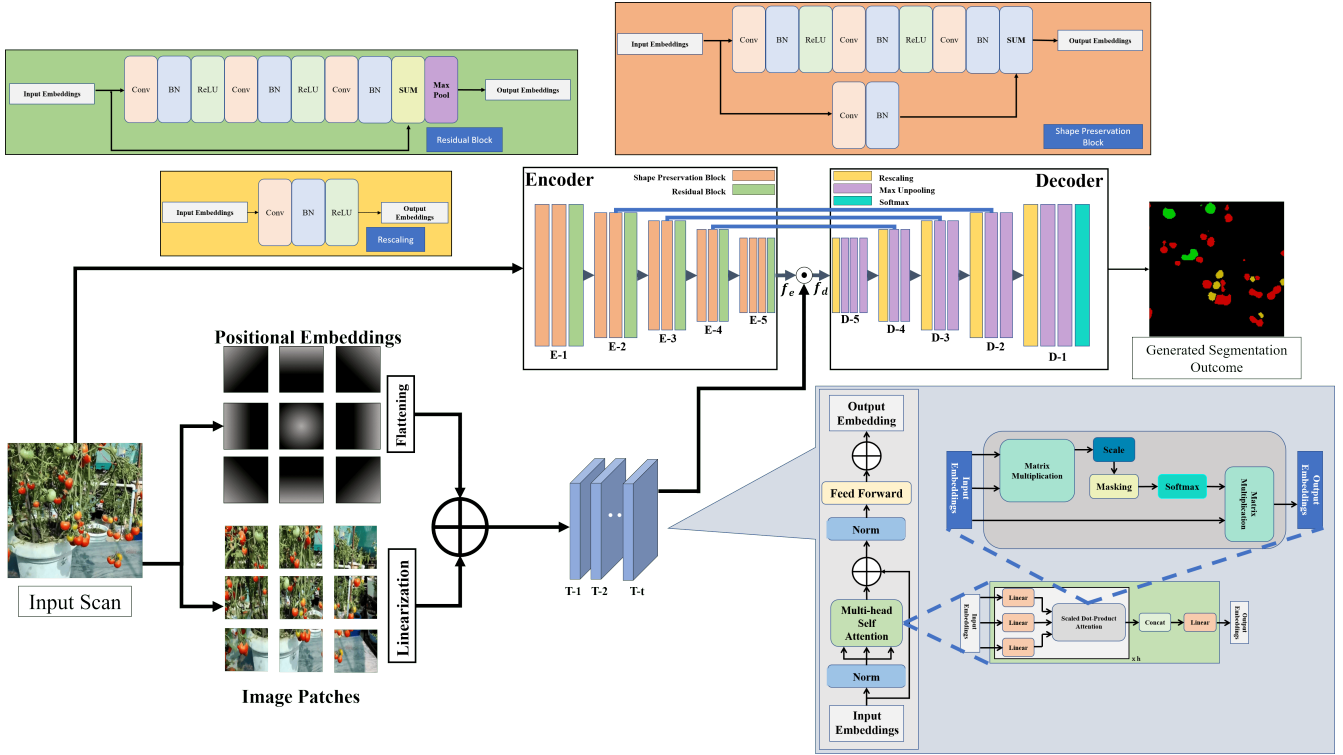 Input Embeddings
Conv
BN
ReLU
Conv
BN
ReLU
Conv
BN
SUM
Max
Pool
Output Embeddings
Residual Block
Input Embeddings
Conv
BN
ReLU
Conv
BN
ReLU
Conv
BN
SUM
Output Embeddings
Conv
BN
Shape Preservation
Block
Input Embeddings
Conv
BN
ReLU
Output
Embeddings
Rescaling
Encoder
Shape Preservation Block
Residual Block
E-1
E-2
E-3
E-4
E-5
f_e
f_d
Decoder
Rescaling
Max Unpooling
Softmax
D-5
D-4
D-3
D-2
D-1
Generated Segmentation
Outcome
Positional Embeddings
Flattening
Input Scan
Linearization
Image Patches
T-1
T-2
T-t
Output
Embedding
Feed Forward
Norm
Multi-head
Self
Attention
Norm
Input
Embeddings
Input
Embeddings
Matrix
Multiplication
Scale
Masking
Softmax
Matrix
Multiplication
Output
Embeddings
Input
Embeddings
Linear
Linear
Linear
Scaled Dot-Product
Attention
x h
Concat
Linear
Output
Embeddings